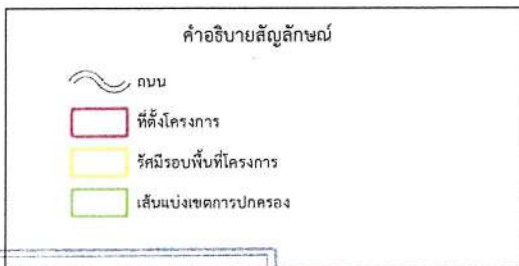 คำอธิบายสัญลักษณ์
ถนน
ที่ตั้งโครงการ
รัศมีรอบพื้นที่โครงการ
เส้นแบ่งเขตการปกครอง